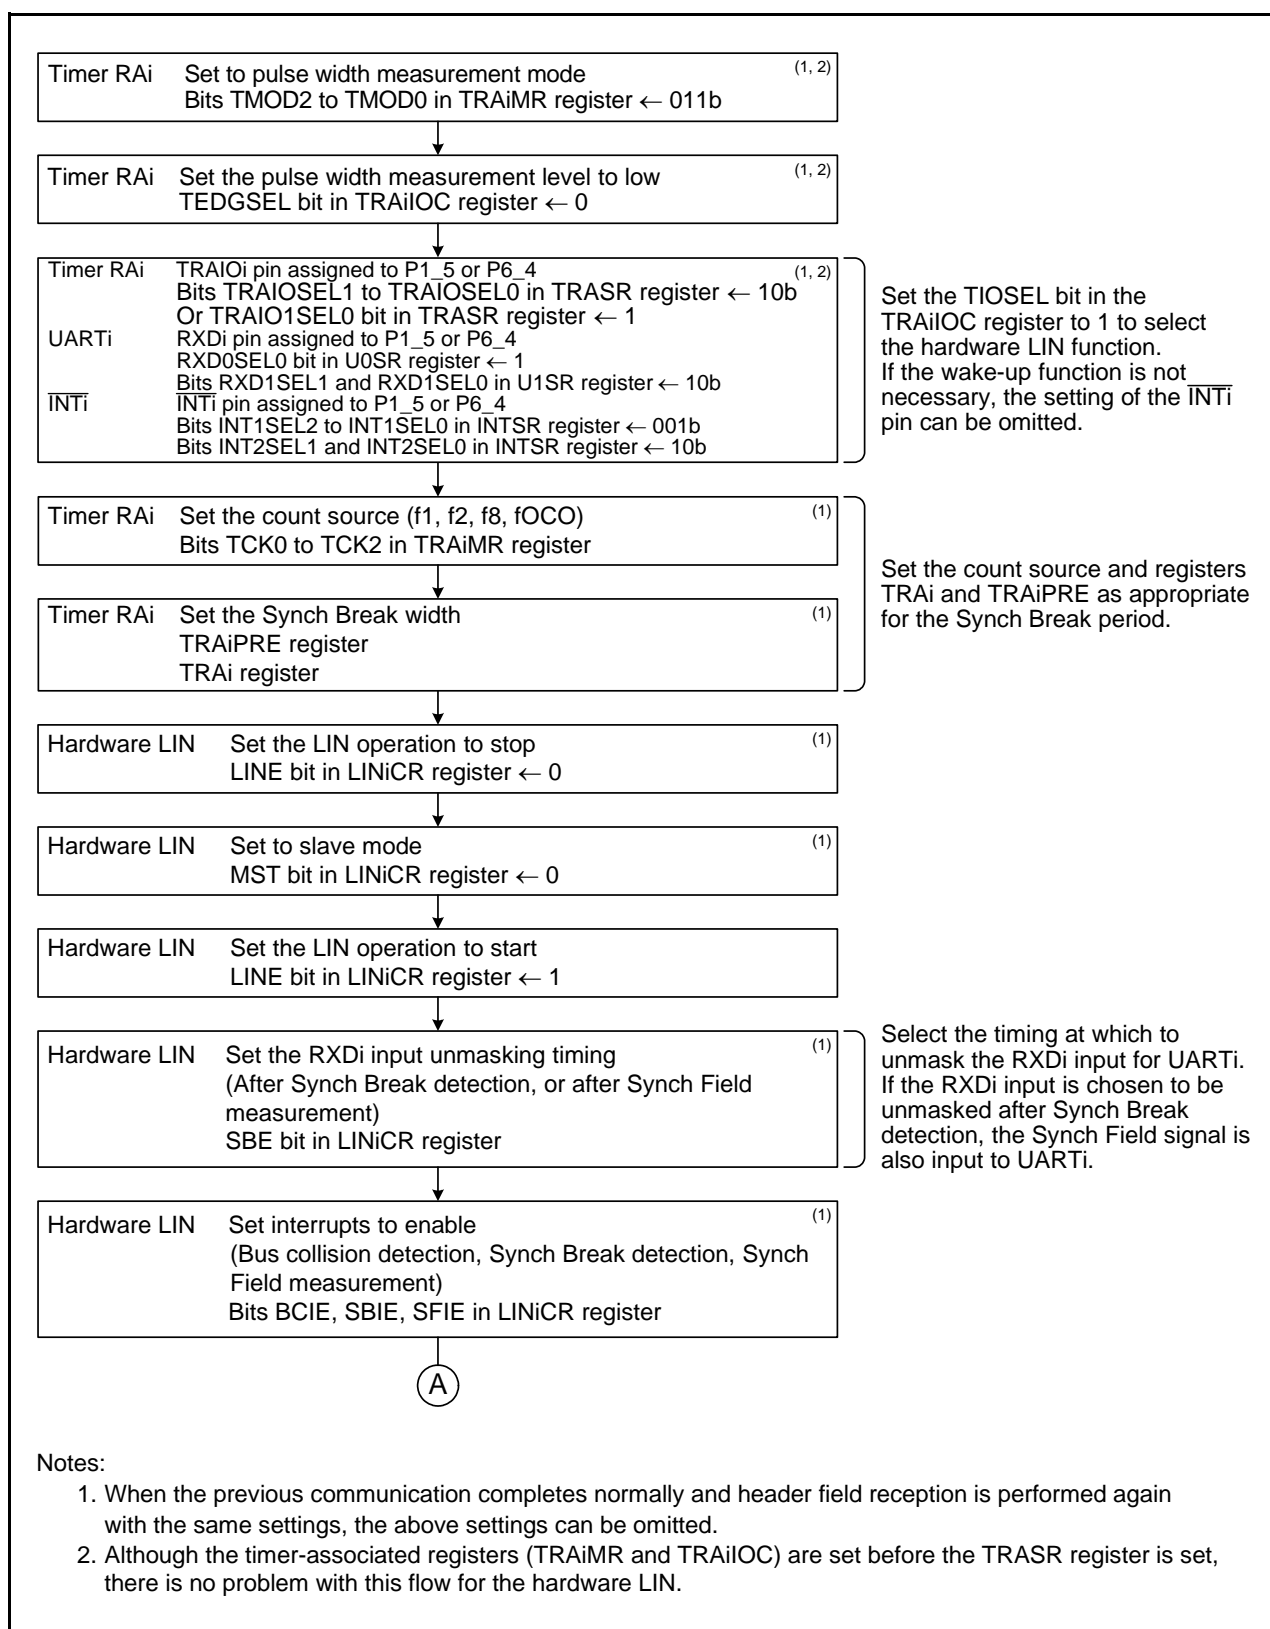 Timer RAi Set to pulse width measurement mode (1, 2)
Bits TMOD2 to TMOD0 in TRAiMR register ← 011b
Timer RAi Set the pulse width measurement level to low (1, 2)
TEDGSEL bit in TRAiIOC register ← 0
Timer RAi TRAIOi pin assigned to P1_5 or P6_4 (1, 2)
Bits TRAIOSEL1 to TRAIOSEL0 in TRASR register ← 10b
Or TRAIO1SEL0 bit in TRASR register ← 1
UARTi RXDi pin assigned to P1_5 or P6_4
RXD0SEL0 bit in U0SR register ← 1
Bits RXD1SEL1 and RXD1SEL0 in U1SR register ← 10b
INTi INTi pin assigned to P1_5 or P6_4
Bits INT1SEL2 to INT1SEL0 in INTSR register ← 001b
Bits INT2SEL1 and INT2SEL0 in INTSR register ← 10b
Set the TIOSEL bit in the
TRAiIOC register to 1 to select
the hardware LIN function.
If the wake-up function is not
necessary, the setting of the INTi
pin can be omitted.
Timer RAi Set the count source (f1, f2, f8, fOCO) (1)
Bits TCK0 to TCK2 in TRAiMR register
Timer RAi Set the Synch Break width (1)
TRAiPRE register
TRAi register
Set the count source and registers
TRAi and TRAiPRE as appropriate
for the Synch Break period.
Hardware LIN Set the LIN operation to stop (1)
LINE bit in LINiCR register ← 0
Hardware LIN Set to slave mode (1)
MST bit in LINiCR register ← 0
Hardware LIN Set the LIN operation to start
LINE bit in LINiCR register ← 1
Hardware LIN Set the RXDi input unmasking timing (1)
(After Synch Break detection, or after Synch Field
measurement)
SBE bit in LINiCR register
Select the timing at which to
unmask the RXDi input for UARTi.
If the RXDi input is chosen to be
unmasked after Synch Break
detection, the Synch Field signal is
also input to UARTi.
Hardware LIN Set interrupts to enable (1)
(Bus collision detection, Synch Break detection, Synch
Field measurement)
Bits BCIE, SBIE, SFIE in LINiCR register
A
Notes:
1. When the previous communication completes normally and header field reception is performed again
with the same settings, the above settings can be omitted.
2. Although the timer-associated registers (TRAiMR and TRAiIOC) are set before the TRASR register is set,
there is no problem with this flow for the hardware LIN.